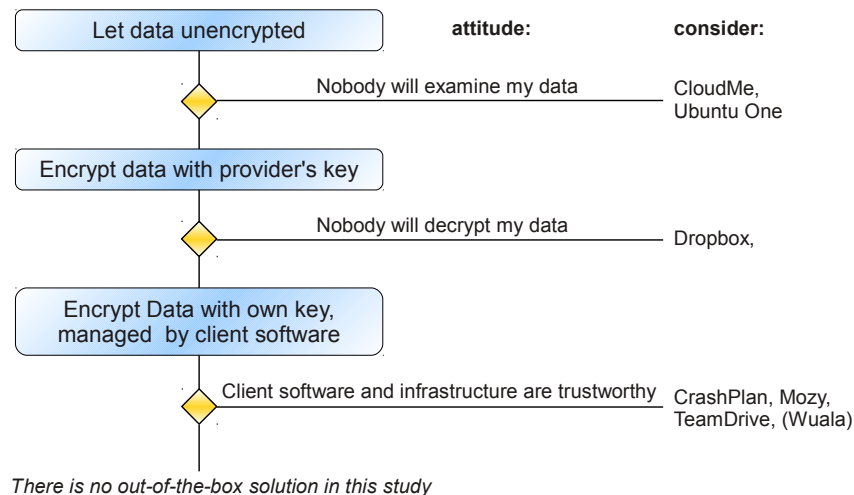 Let data unencrypted
attitude:
consider:
Nobody will examine my data
CloudMe,
Ubuntu One
Encrypt data with provider's key
Nobody will decrypt my data
Dropbox,
Encrypt Data with own key,
managed by client software
Client software and infrastructure are trustworthy
CrashPlan, Mozy,
TeamDrive, (Wuala)
There is no out-of-the-box solution in this study